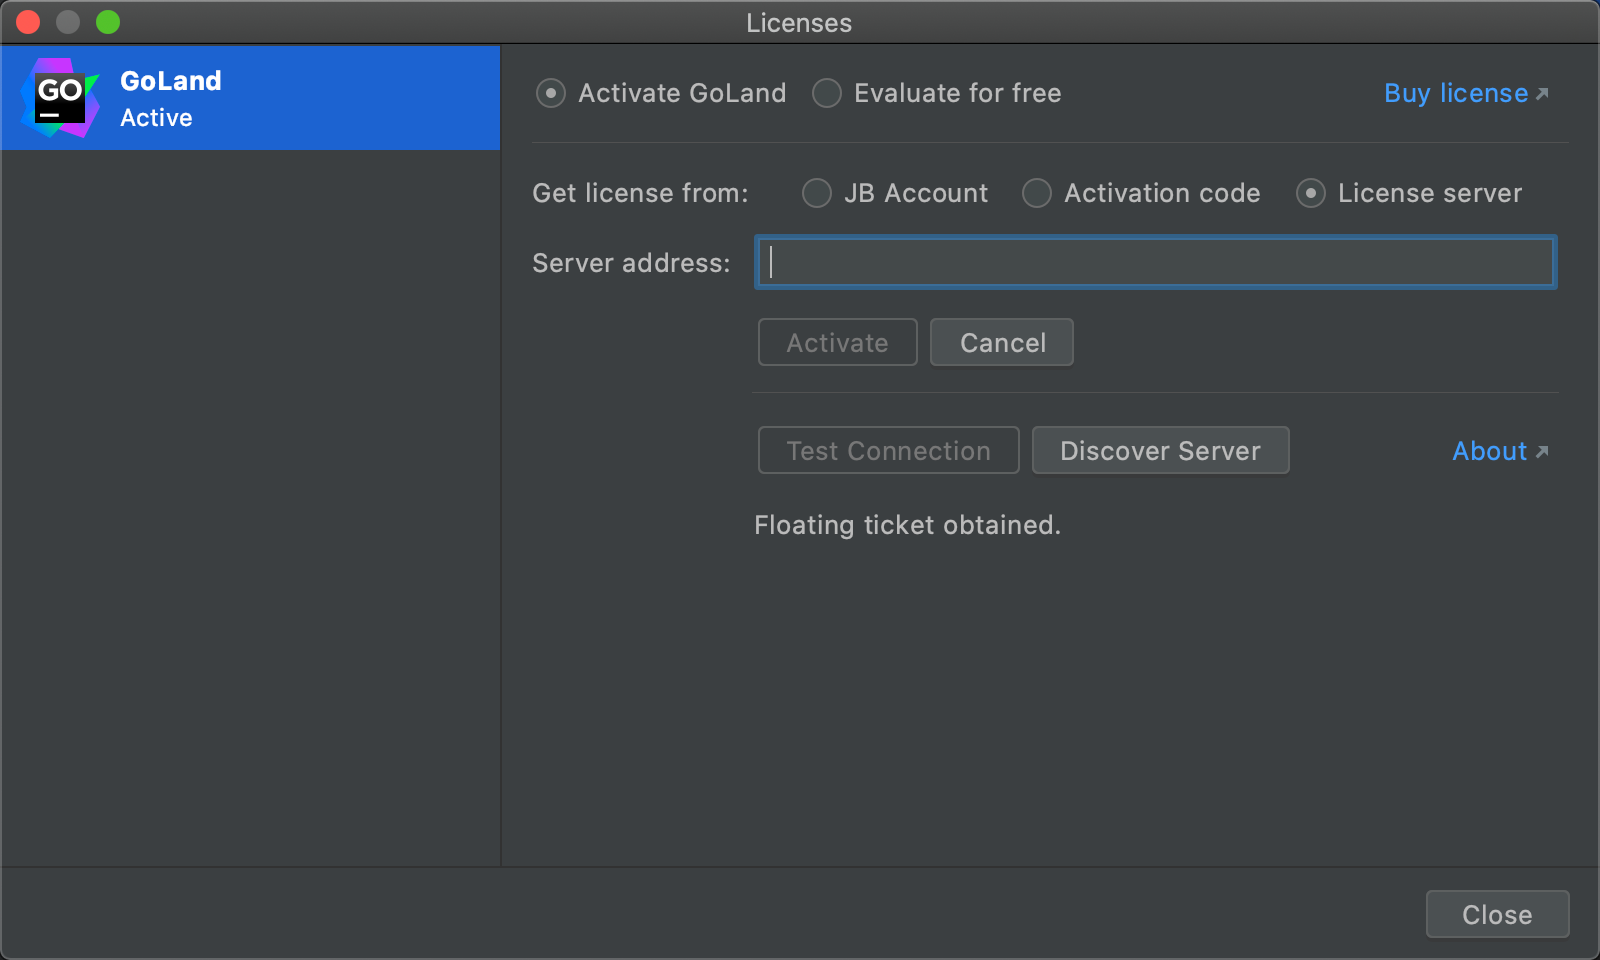 Licenses
GO
GoLand
Active
Activate GoLand Evaluate for free Buy license
Get license from: JB Account Activation code License server
Server address:
Activate Cancel
Test Connection Discover Server About
Floating ticket obtained.
Close